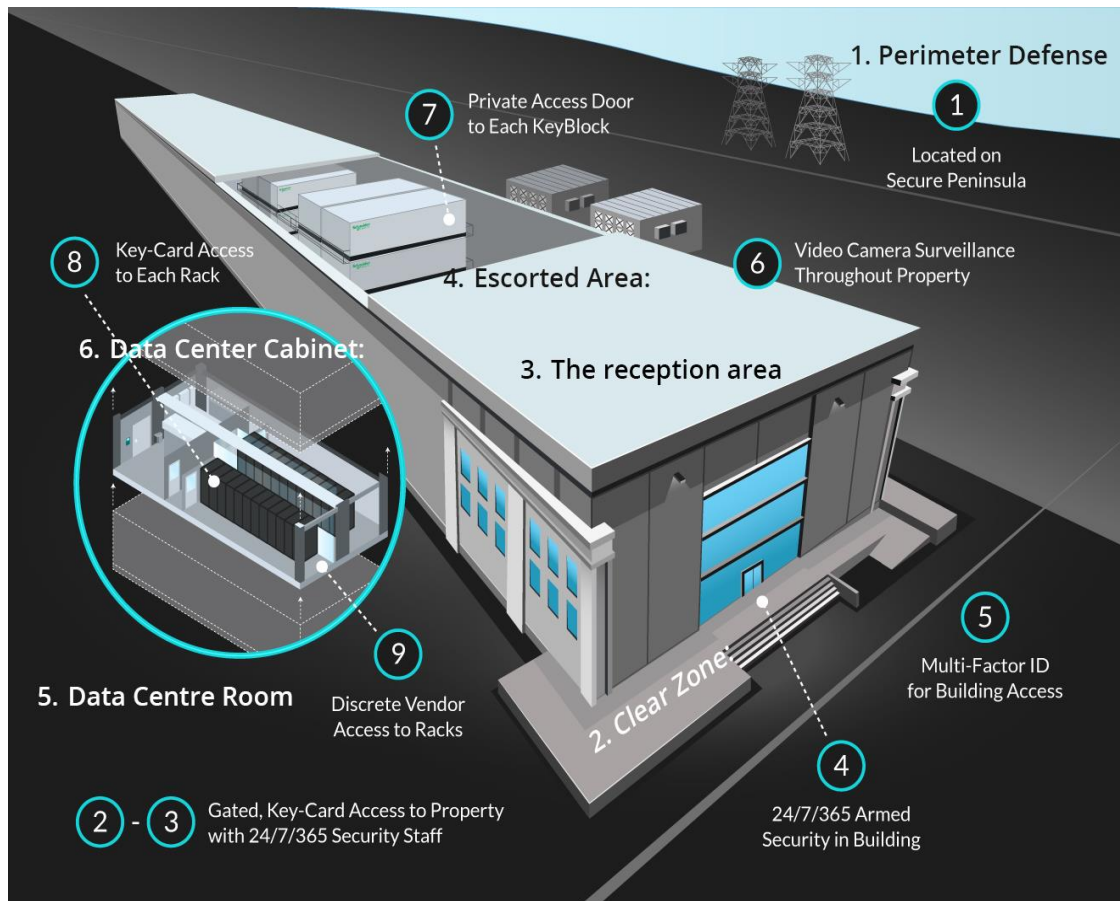 1. Perimeter Defense
1
Located on
Secure Peninsula
7
Private Access Door
to Each KeyBlock
8
Key-Card Access
to Each Rack
6
Video Camera Surveillance
Throughout Property
4. Escorted Area:
6. Data Center Cabinet:
3. The reception area
5
Multi-Factor ID
for Building Access
9
Discrete Vendor
Access to Racks
5. Data Centre Room
2. Clear Zone:
4
24/7/365 Armed
Security in Building
2 - 3
Gated, Key-Card Access to Property
with 24/7/365 Security Staff